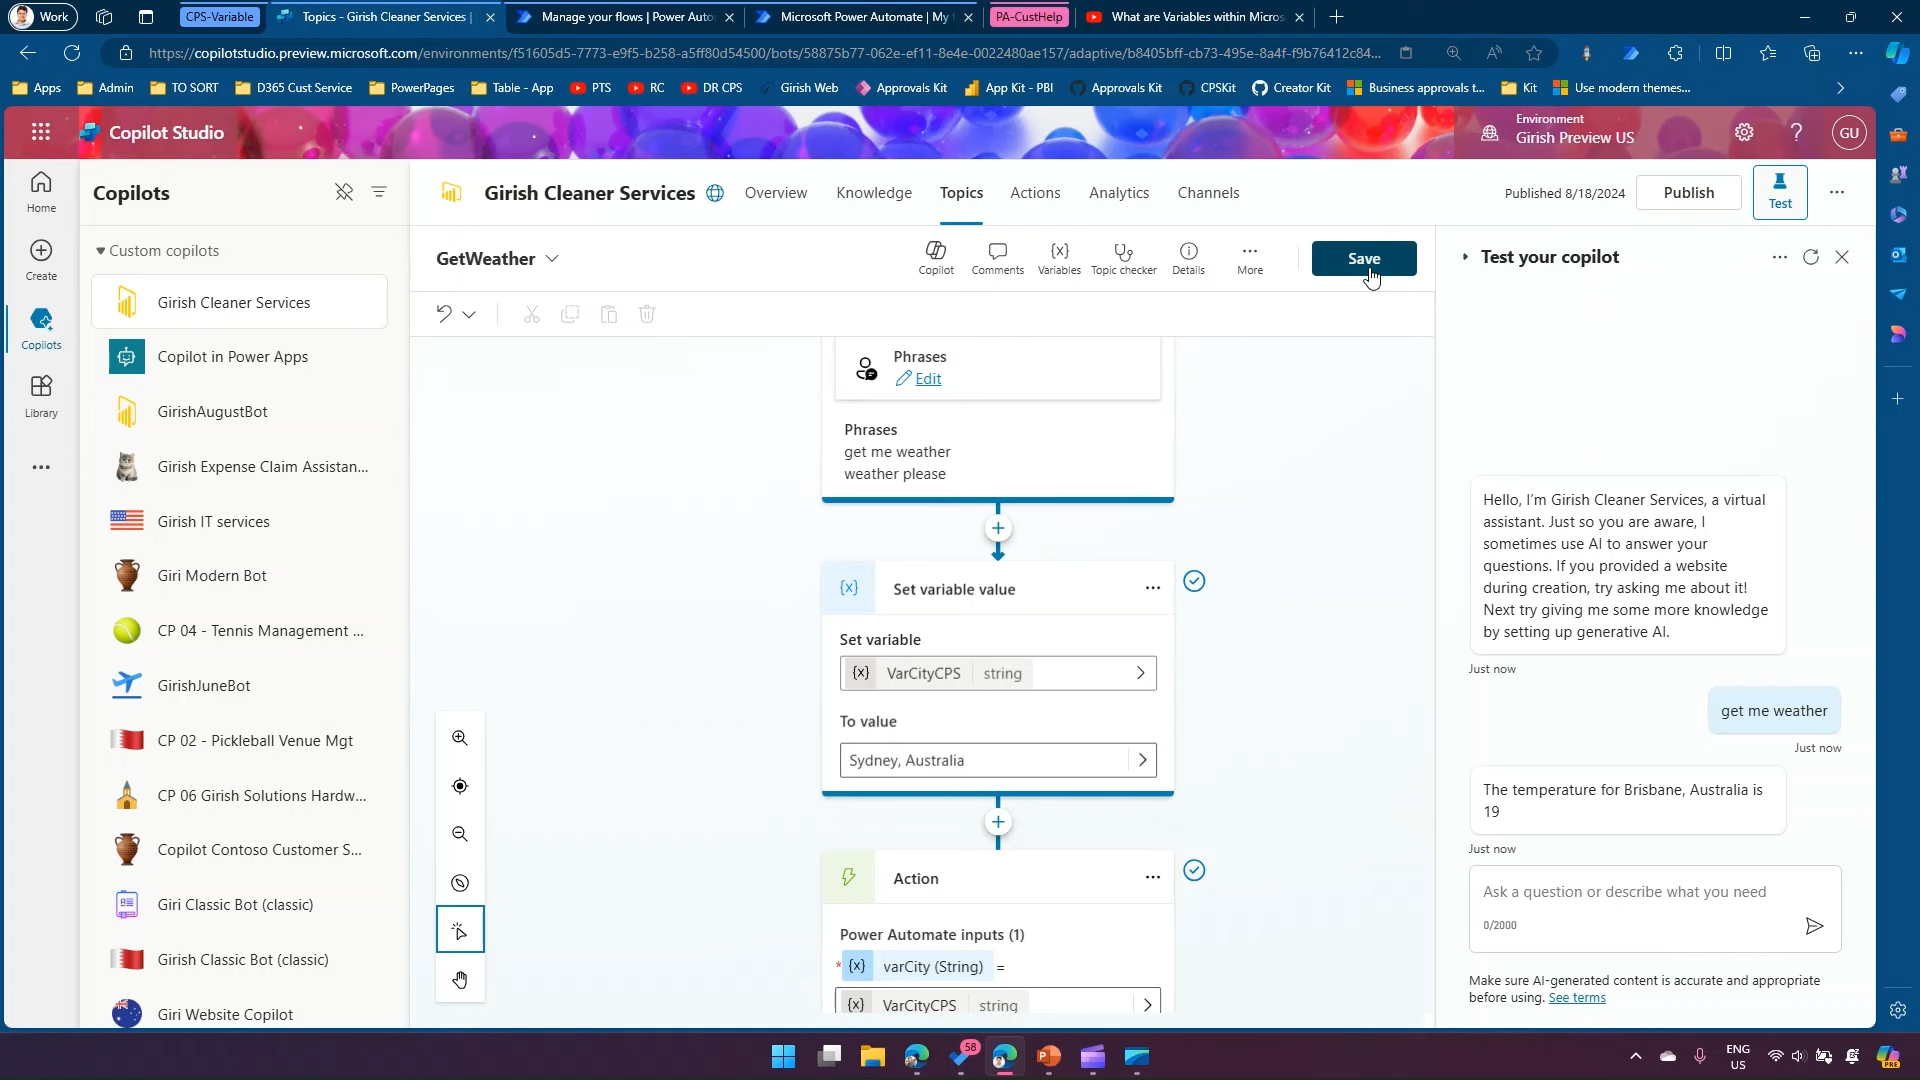 Work
CPS-Variable
Topics - Girish Cleaner Services |
Manage your flows | Power Auto
Microsoft Power Automate | My f
PA-CustHelp
What are Variables within Micros
https://copilotstudio.preview.microsoft.com/environments/f51605d5-7773-e9f5-b258-a5ff80d54500/bots/58875b77-062e-ef11-8e4e-0022480ae157/adaptive/b8405bff-cb73-495e-8a4f-f9b76412c84...
Apps
Admin
TO SORT
D365 Cust Service
PowerPages
Table - App
PTS
RC
DR CPS
Girish Web
Approvals Kit
App Kit - PBI
Approvals Kit
CPSKit
Creator Kit
Business approvals t...
Kit
Use modern themes...
Copilot Studio
Environment
Girish Preview US
GU
Home
Create
Copilots
Library
Copilots
Custom copilots
Girish Cleaner Services
Copilot in Power Apps
GirishAugustBot
Girish Expense Claim Assistan...
Girish IT services
Giri Modern Bot
CP 04 - Tennis Management ...
GirishJuneBot
CP 02 - Pickleball Venue Mgt
CP 06 Girish Solutions Hardw...
Copilot Contoso Customer S...
Giri Classic Bot (classic)
Girish Classic Bot (classic)
Giri Website Copilot
Girish Cleaner Services
Overview
Knowledge
Topics
Actions
Analytics
Channels
Published 8/18/2024
Publish
Test
GetWeather
Copilot
Comments
Variables
Topic checker
Details
More
Save
Phrases
Edit
Phrases
get me weather
weather please
{x} Set variable value
Set variable
{x} VarCityCPS string
To value
Sydney, Australia
Action
Power Automate inputs (1)
* {x} varCity (String) =
{x} VarCityCPS string
Test your copilot
Hello, I'm Girish Cleaner Services, a virtual
assistant. Just so you are aware, I
sometimes use AI to answer your
questions. If you provided a website
during creation, try asking me about it!
Next try giving me some more knowledge
by setting up generative AI.
Just now
get me weather
Just now
The temperature for Brisbane, Australia is
19
Just now
Ask a question or describe what you need
0/2000
Make sure AI-generated content is accurate and appropriate
before using. See terms
58
ENG
US
PRE